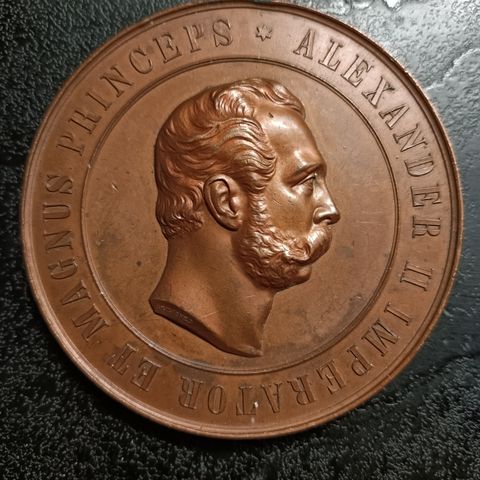 ALEXANDER II IMPERATOR ET MAGNUS PRINCEPS